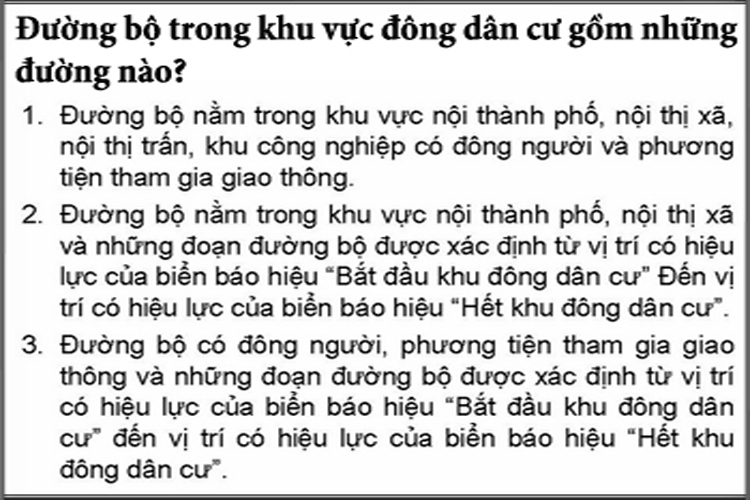 Đường bộ trong khu vực đông dân cư gồm những
đường nào?
1. Đường bộ nằm trong khu vực nội thành phố, nội thị xã,
nội thị trấn, khu công nghiệp có đông người và phương
tiện tham gia giao thông.
2. Đường bộ nằm trong khu vực nội thành phố, nội thị xã
và những đoạn đường bộ được xác định từ vị trí có hiệu
lực của biển báo hiệu “Bắt đầu khu đông dân cư” Đến vị
trí có hiệu lực của biển báo hiệu “Hết khu đông dân cư”.
3. Đường bộ có đông người, phương tiện tham gia giao
thông và những đoạn đường bộ được xác định từ vị trí
có hiệu lực của biển báo hiệu “Bắt đầu khu đông dân
cư” đến vị trí có hiệu lực của biển báo hiệu “Hết khu
đông dân cư”.